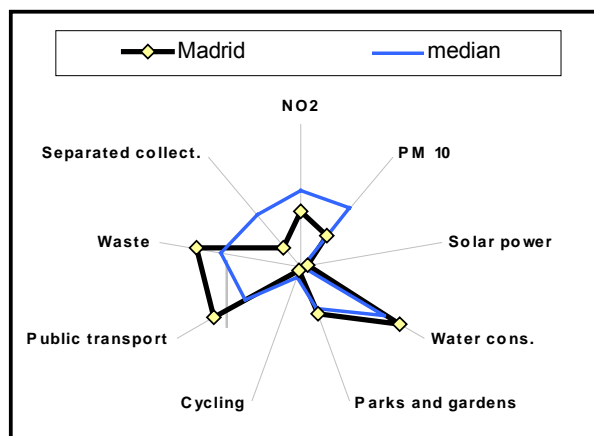 Madrid median
NO2
Separated collect. PM 10
Waste Solar power
Public transport Water cons.
Cycling Parks and gardens